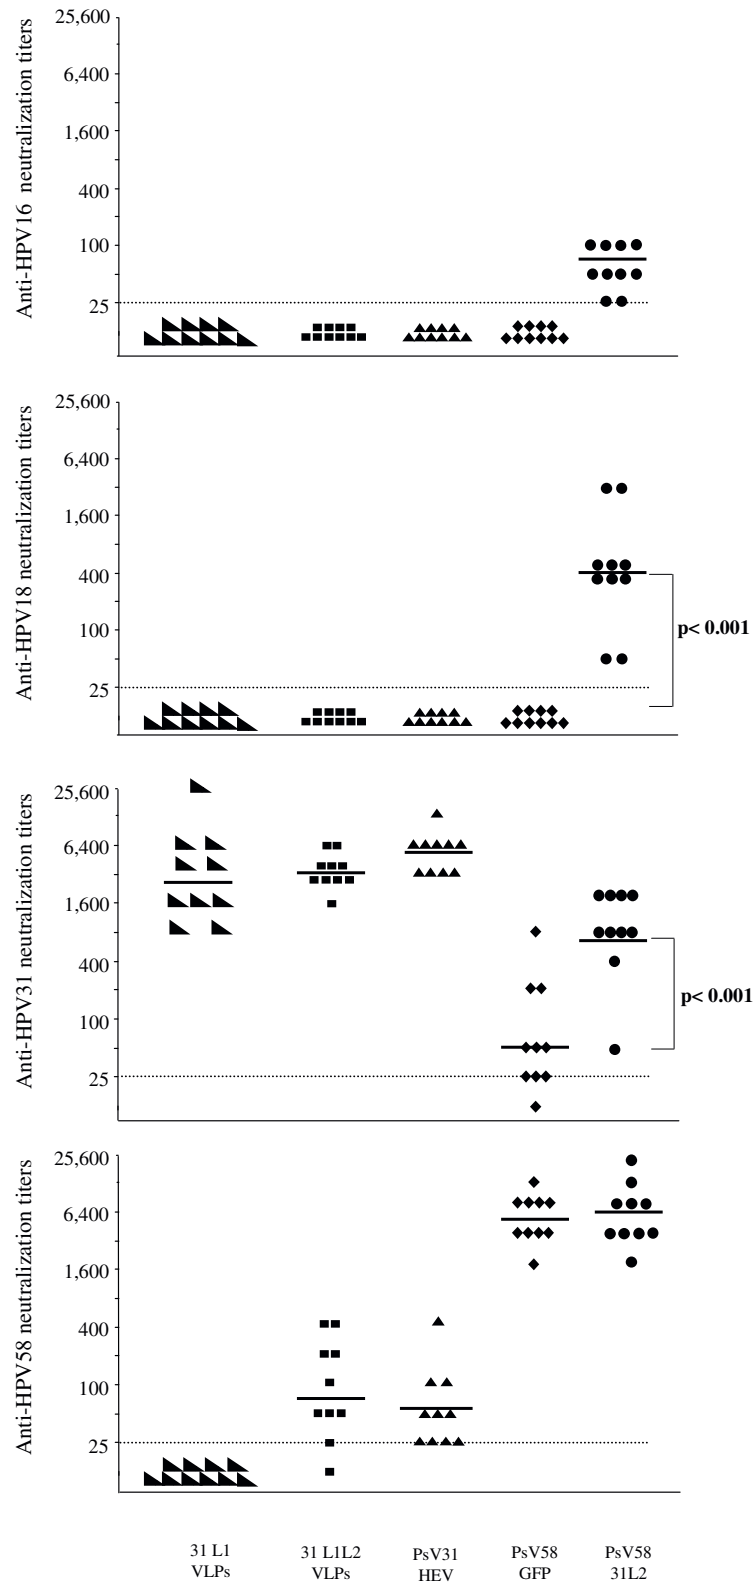 Anti-HPV16 neutralization titers
25,600
6,400
1,600
400
100
25
Anti-HPV18 neutralization titers
25,600
6,400
1,600
400
100
25
p< 0.001
Anti-HPV31 neutralization titers
25,600
6,400
1,600
400
100
25
p< 0.001
Anti-HPV58 neutralization titers
25,600
6,400
1,600
400
100
25
31 L1
VLPs
31 L1L2
VLPs
PsV31
HEV
PsV58
GFP
PsV58
31L2